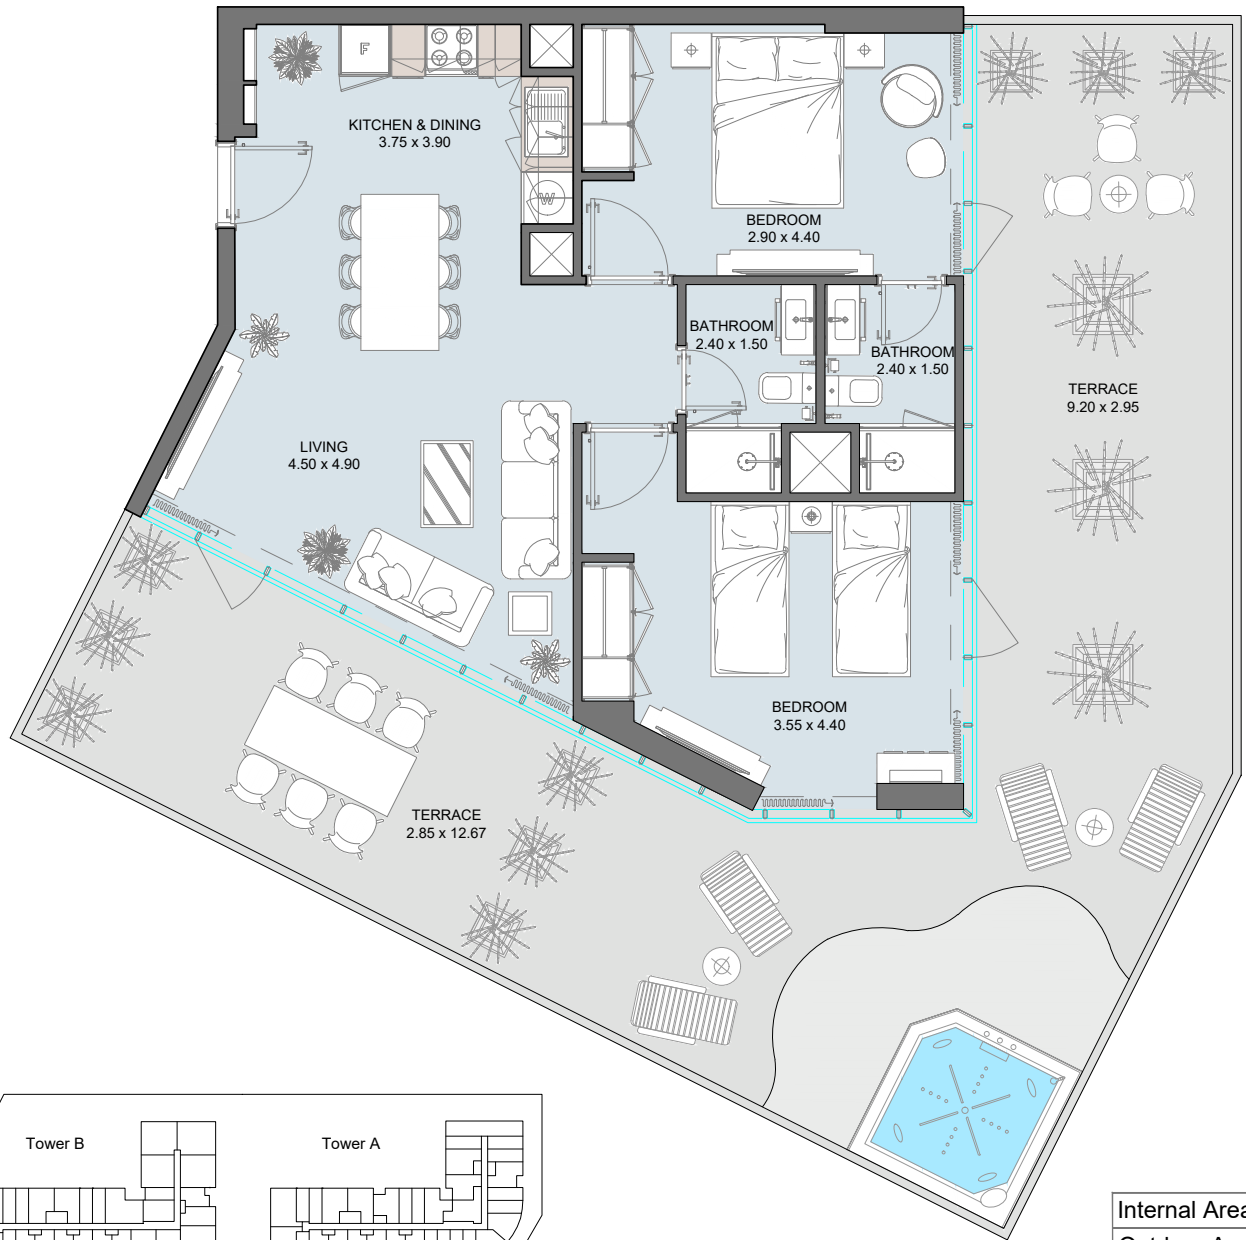 F
KITCHEN & DINING
3.75 x 3.90
W
BEDROOM
2.90 x 4.40
BATHROOM
2.40 x 1.50
BATHROOM
2.40 x 1.50
TERRACE
9.20 x 2.95
LIVING
4.50 x 4.90
BEDROOM
3.55 x 4.40
TERRACE
2.85 x 12.67
Tower B
Tower A
Internal Area